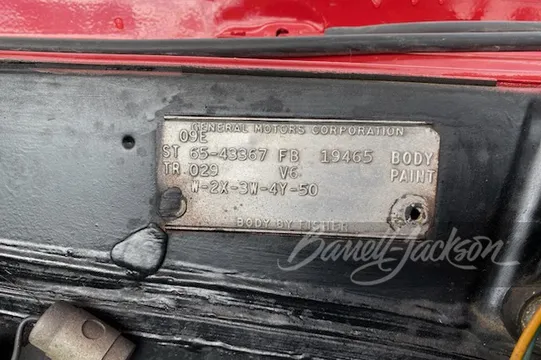 GENERAL MOTORS CORPORATION
09E
ST 65-43367 FB 19465 BODY
TR 029 V6 PAINT
W-2X-3W-4Y-50
BODY BY FISHER
Barrett-Jackson